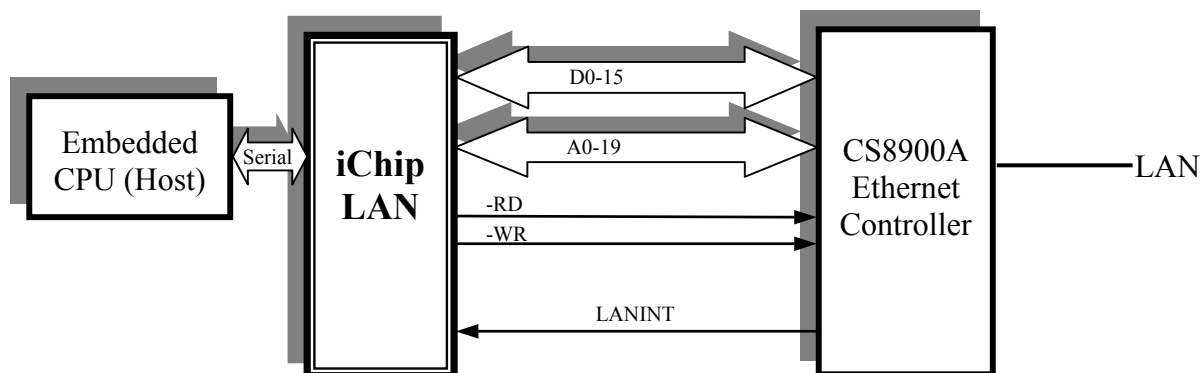 Embedded
CPU (Host)
Serial
iChip
LAN
D0-15
A0-19
-RD
-WR
LANINT
CS8900A
Ethernet
Controller
LAN